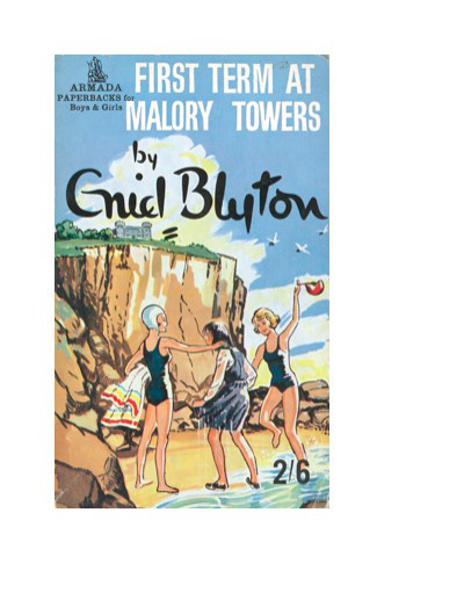 ARMADA
PAPERBACKS for
Boys & Girls
FIRST TERM AT
MALORY TOWERS
by
Enid Blyton
2/6